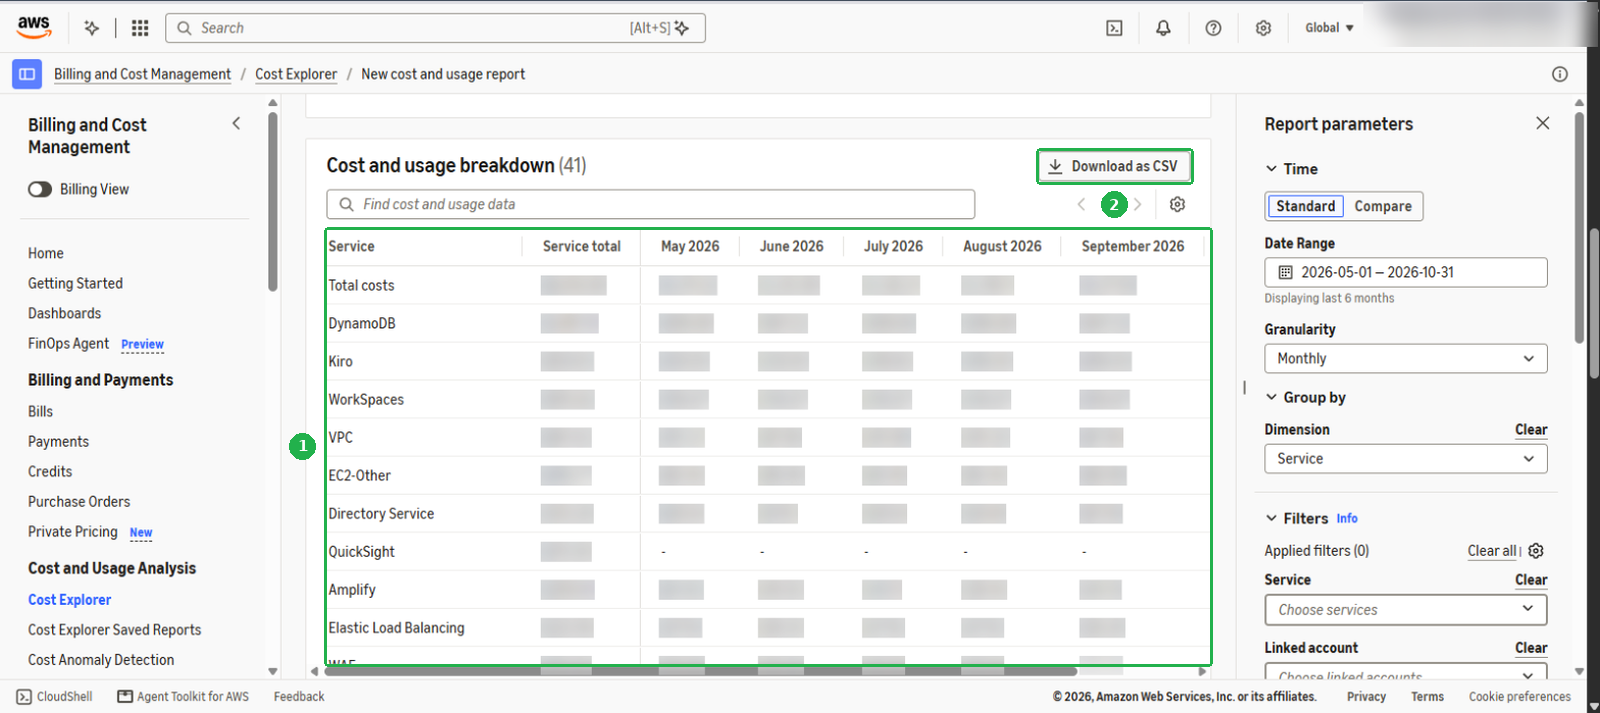 aws
Search
[Alt+S]
Global
Billing and Cost Management / Cost Explorer / New cost and usage report
Billing and Cost Management
Billing View
Home
Getting Started
Dashboards
FinOps Agent Preview
Billing and Payments
Bills
Payments
Credits
Purchase Orders
Private Pricing New
Cost and Usage Analysis
Cost Explorer
Cost Explorer Saved Reports
Cost Anomaly Detection
Cost and usage breakdown (41)
Download as CSV
Find cost and usage data
2
1
Service Service total May 2026 June 2026 July 2026 August 2026 September 2026
Total costs
DynamoDB
Kiro
WorkSpaces
VPC
EC2-Other
Directory Service
QuickSight - - - - -
Amplify
Elastic Load Balancing
WAF
Report parameters
Time
Standard Compare
Date Range
2026-05-01 – 2026-10-31
Displaying last 6 months
Granularity
Monthly
Group by
Dimension Clear
Service
Filters Info
Applied filters (0) Clear all
Service Clear
Choose services
Linked account Clear
Choose linked accounts
CloudShell Agent Toolkit for AWS Feedback
© 2026, Amazon Web Services, Inc. or its affiliates. Privacy Terms Cookie preferences